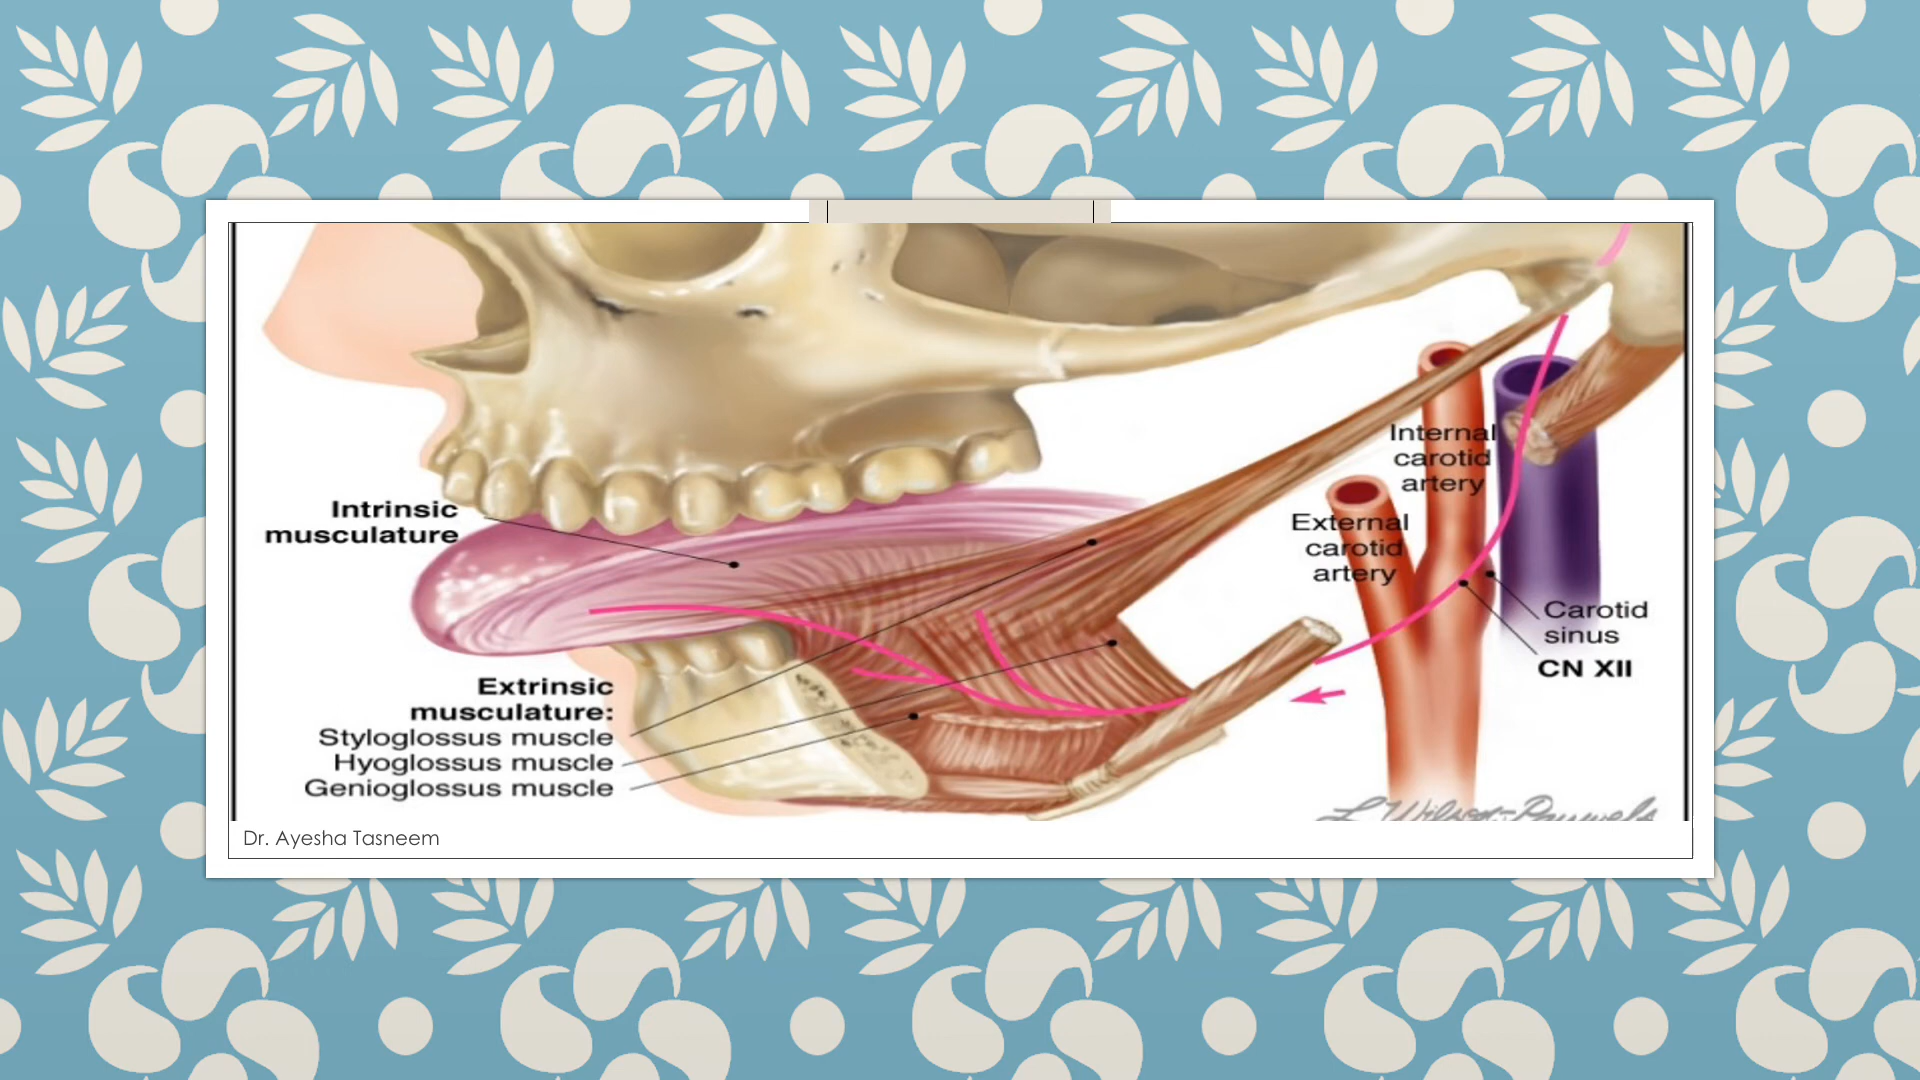 Intrinsic
musculature
Extrinsic
musculature:
Styloglossus muscle
Hyoglossus muscle
Genioglossus muscle
Internal
carotid
artery
External
carotid
artery
Carotid
sinus
CN XII
Dr. Ayesha Tasneem